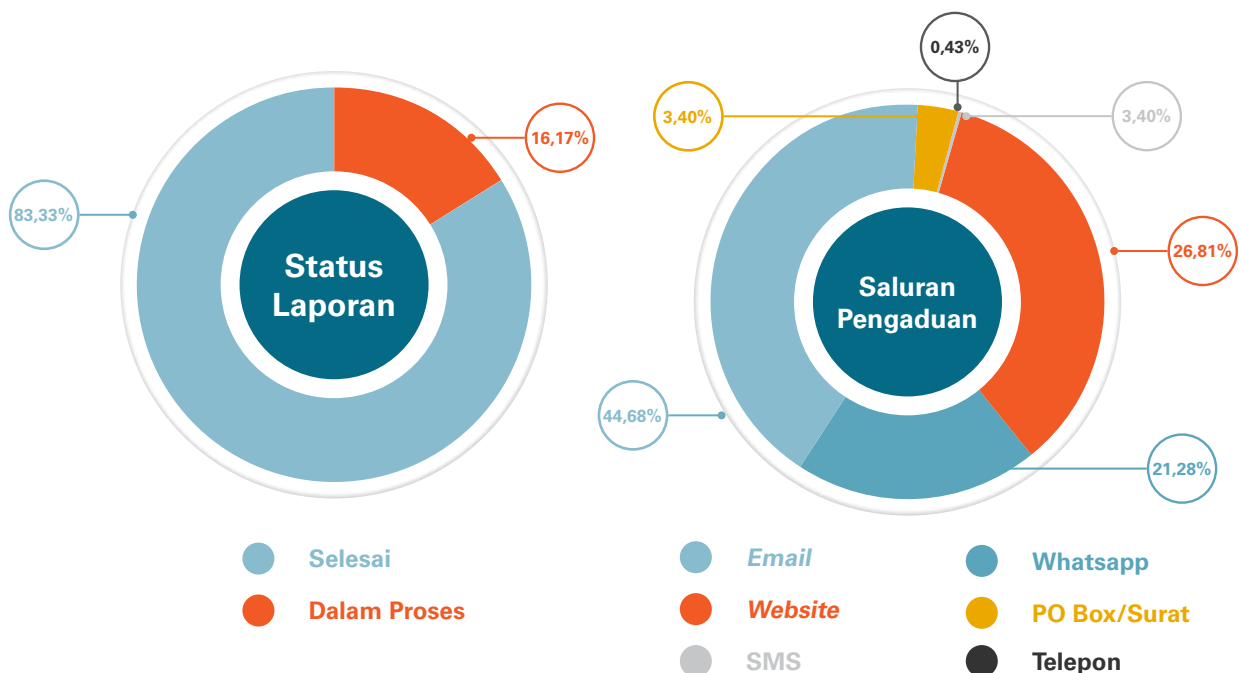 83,33%
16,17%
Status
Laporan
Selesai
Dalam Proses
0,43%
3,40%
3,40%
26,81%
Saluran
Pengaduan
44,68%
21,28%
Email
Website
SMS
Whatsapp
PO Box/Surat
Telepon